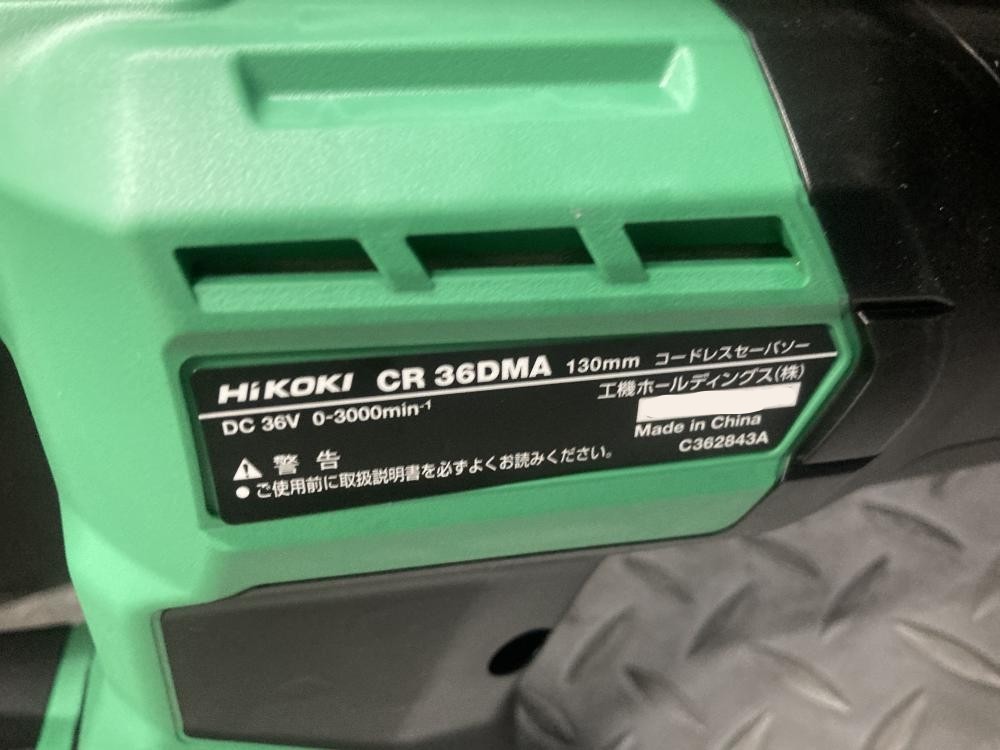 HiKOKI CR 36DMA 130mm コードレスセーバソー
DC 36V 0-3000min-1
工機ホールディングス(株)
Made in China
C362843A
警告
● ご使用前に取扱説明書を必ずよくお読みください。